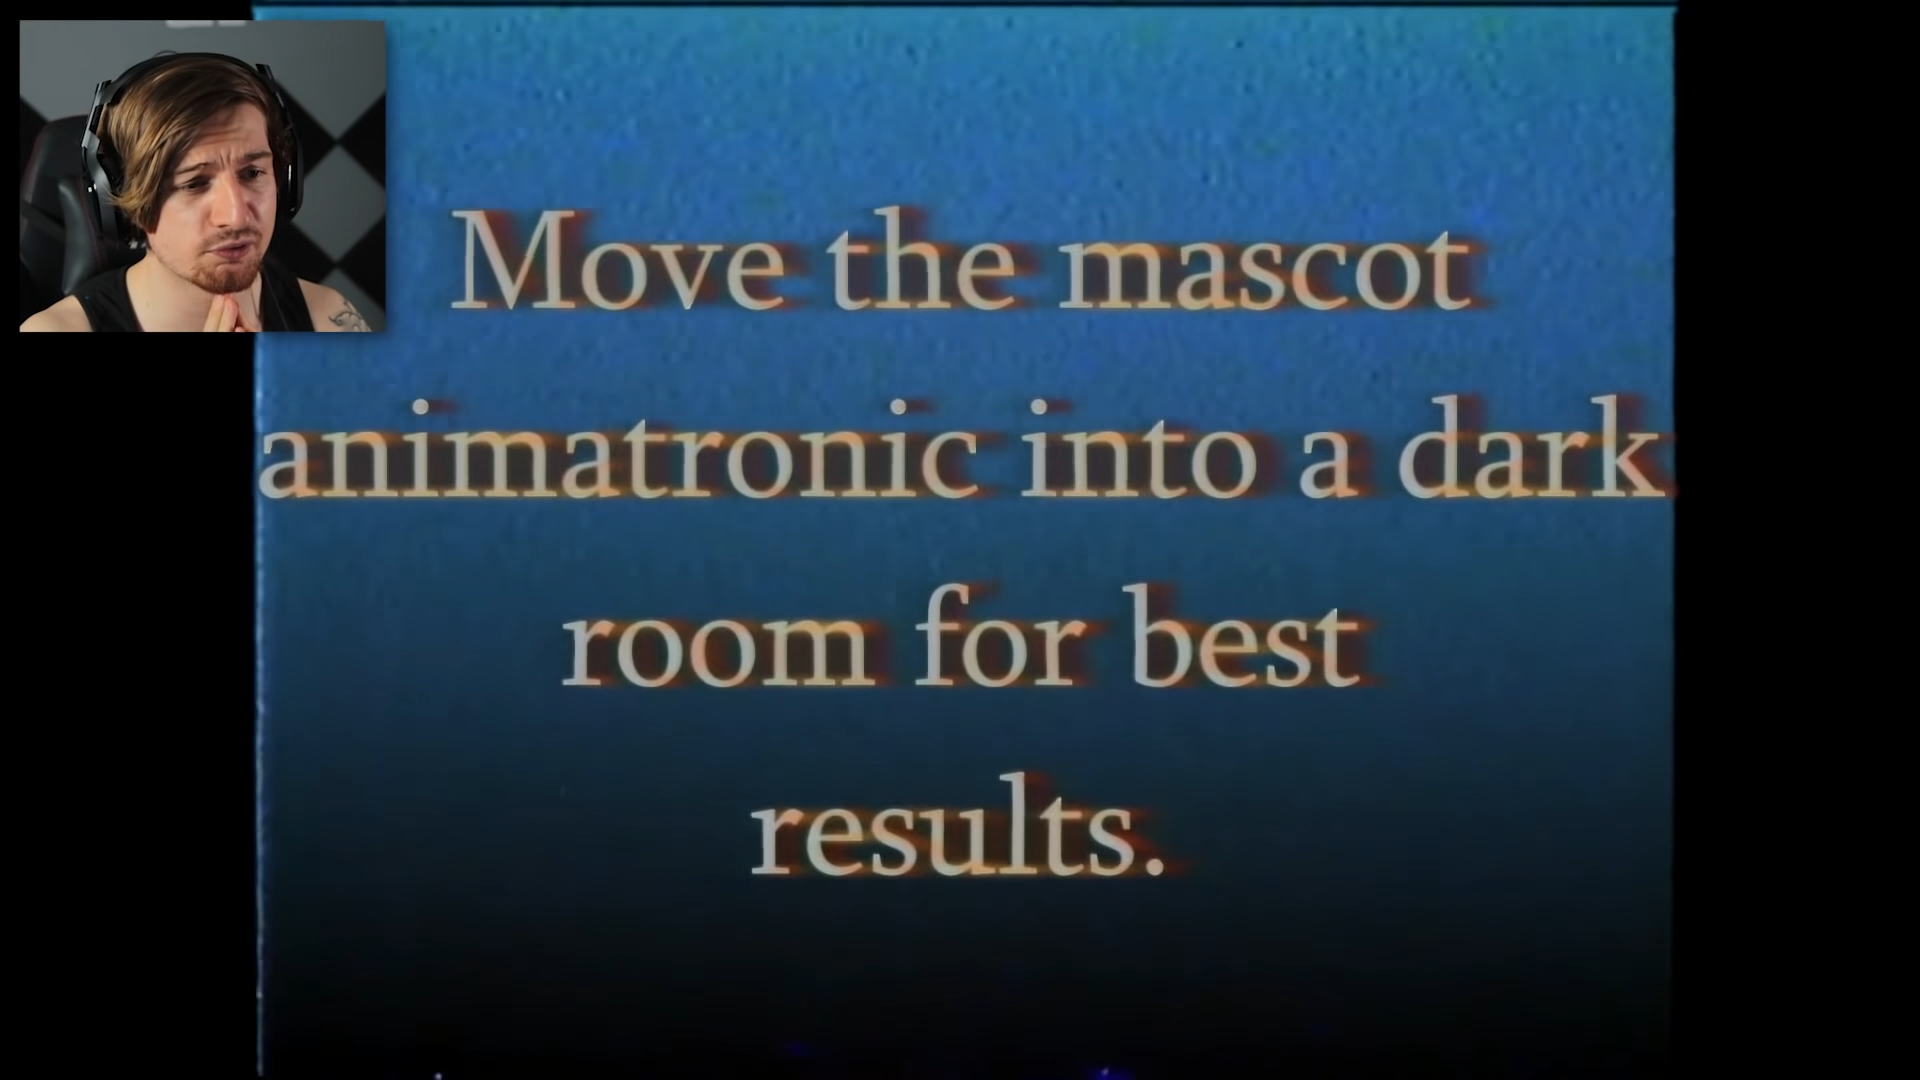 Move the mascot
animatronic into a dark
room for best
results.